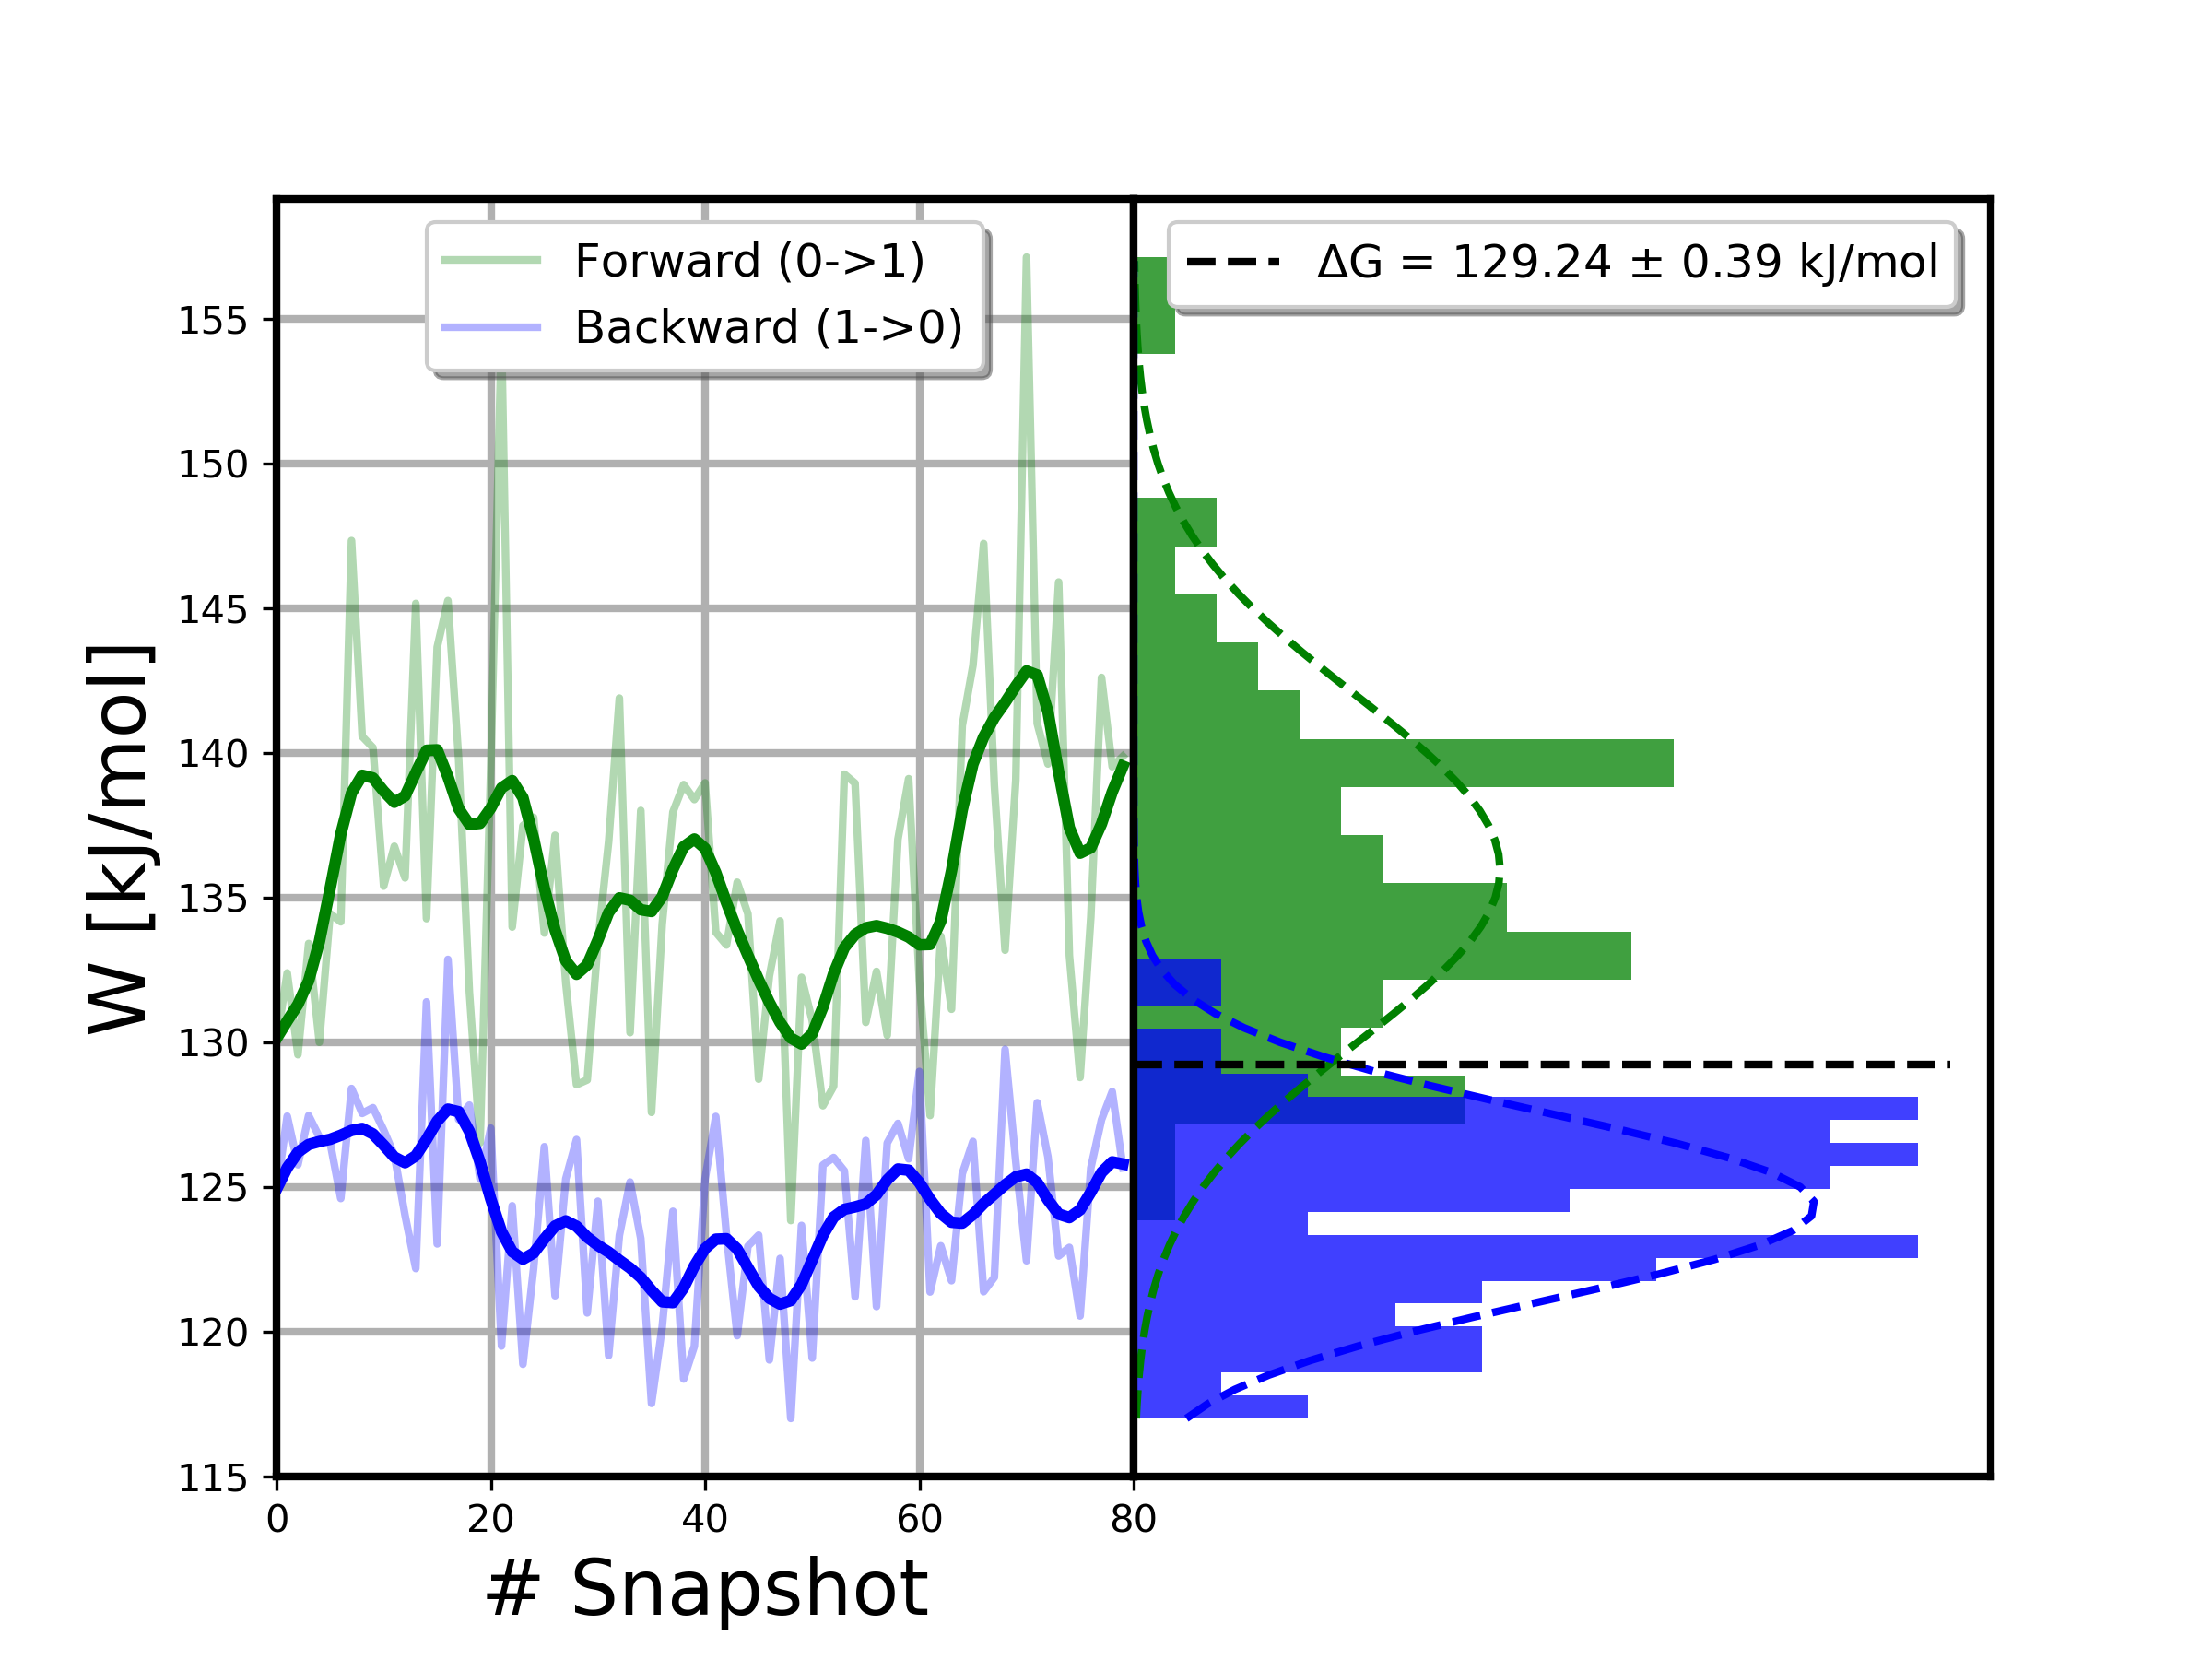 Forward (0->1)
Backward (1->0)
ΔG = 129.24 ± 0.39 kJ/mol
W [kJ/mol]
155
150
145
140
135
130
125
120
115
0 20 40 60 80
# Snapshot